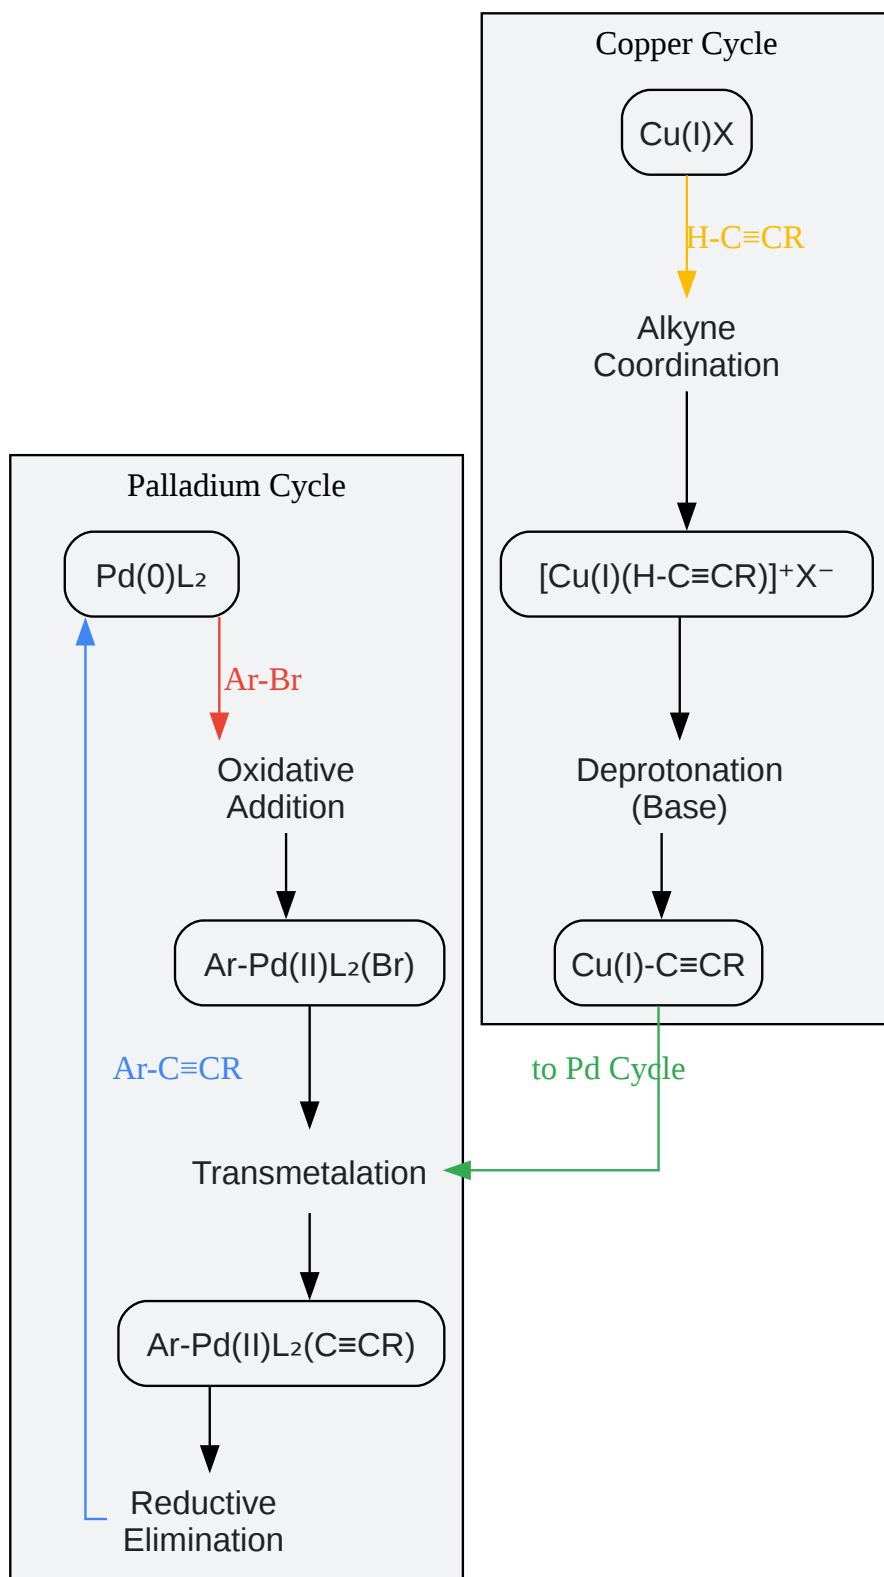 Copper Cycle
Cu(I)X
H-C≡CR
Alkyne
Coordination
[Cu(I)(H-C≡CR)]⁺X⁻
Deprotonation
(Base)
Cu(I)-C≡CR
to Pd Cycle
Palladium Cycle
Pd(0)L₂
Ar-Br
Oxidative
Addition
Ar-Pd(II)L₂(Br)
Ar-C≡CR
Transmetalation
Ar-Pd(II)L₂(C≡CR)
Reductive
Elimination